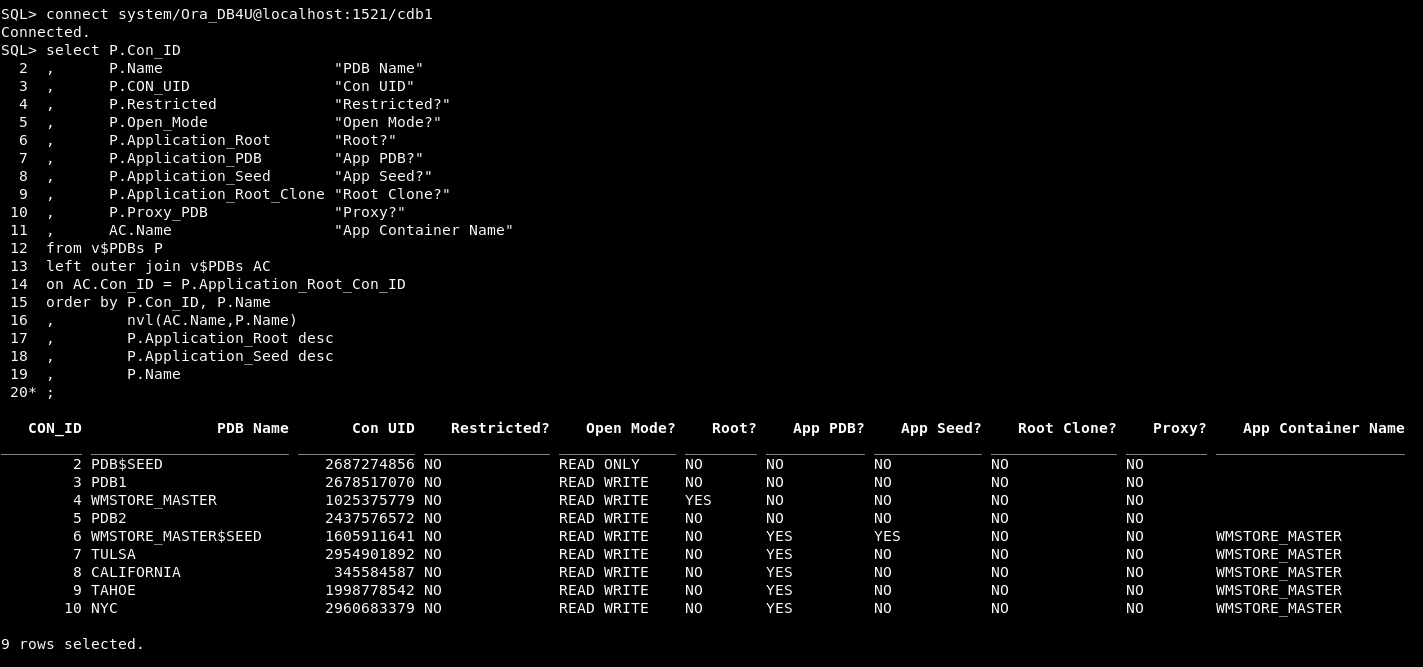 SQL> connect system/Ora_DB4U@localhost:1521/cdb1
Connected.
SQL> select P.Con_ID
  2  ,      P.Name                   "PDB Name"
  3  ,      P.CON_UID                "Con UID"
  4  ,      P.Restricted             "Restricted?"
  5  ,      P.Open_Mode              "Open Mode?"
  6  ,      P.Application_Root       "Root?"
  7  ,      P.Application_PDB        "App PDB?"
  8  ,      P.Application_Seed       "App Seed?"
  9  ,      P.Application_Root_Clone "Root Clone?"
 10  ,      P.Proxy_PDB              "Proxy?"
 11  ,      AC.Name                  "App Container Name"
 12  from v$PDBs P
 13  left outer join v$PDBs AC
 14  on AC.Con_ID = P.Application_Root_Con_ID
 15  order by P.Con_ID, P.Name
 16  ,        nvl(AC.Name,P.Name)
 17  ,        P.Application_Root desc
 18  ,        P.Application_Seed desc
 19  ,        P.Name
 20* ;
   CON_ID               PDB Name       Con UID    Restricted?    Open Mode?    Root?    App PDB?    App Seed?    Root Clone?    Proxy?    App Container Name
_________ ______________________ _____________ ______________ _____________ ________ ___________ ____________ ______________ _________ _____________________
        2 PDB$SEED                  2687274856 NO             READ ONLY     NO       NO          NO           NO             NO
        3 PDB1                      2678517070 NO             READ WRITE    NO       NO          NO           NO             NO
        4 WMSTORE_MASTER            1025375779 NO             READ WRITE    YES      NO          NO           NO             NO
        5 PDB2                      2437576572 NO             READ WRITE    NO       NO          NO           NO             NO
        6 WMSTORE_MASTER$SEED       1605911641 NO             READ WRITE    NO       YES         YES          NO             NO        WMSTORE_MASTER
        7 TULSA                     2954901892 NO             READ WRITE    NO       YES         NO           NO             NO        WMSTORE_MASTER
        8 CALIFORNIA                 345584587 NO             READ WRITE    NO       YES         NO           NO             NO        WMSTORE_MASTER
        9 TAHOE                     1998778542 NO             READ WRITE    NO       YES         NO           NO             NO        WMSTORE_MASTER
       10 NYC                       2960683379 NO             READ WRITE    NO       YES         NO           NO             NO        WMSTORE_MASTER
9 rows selected.